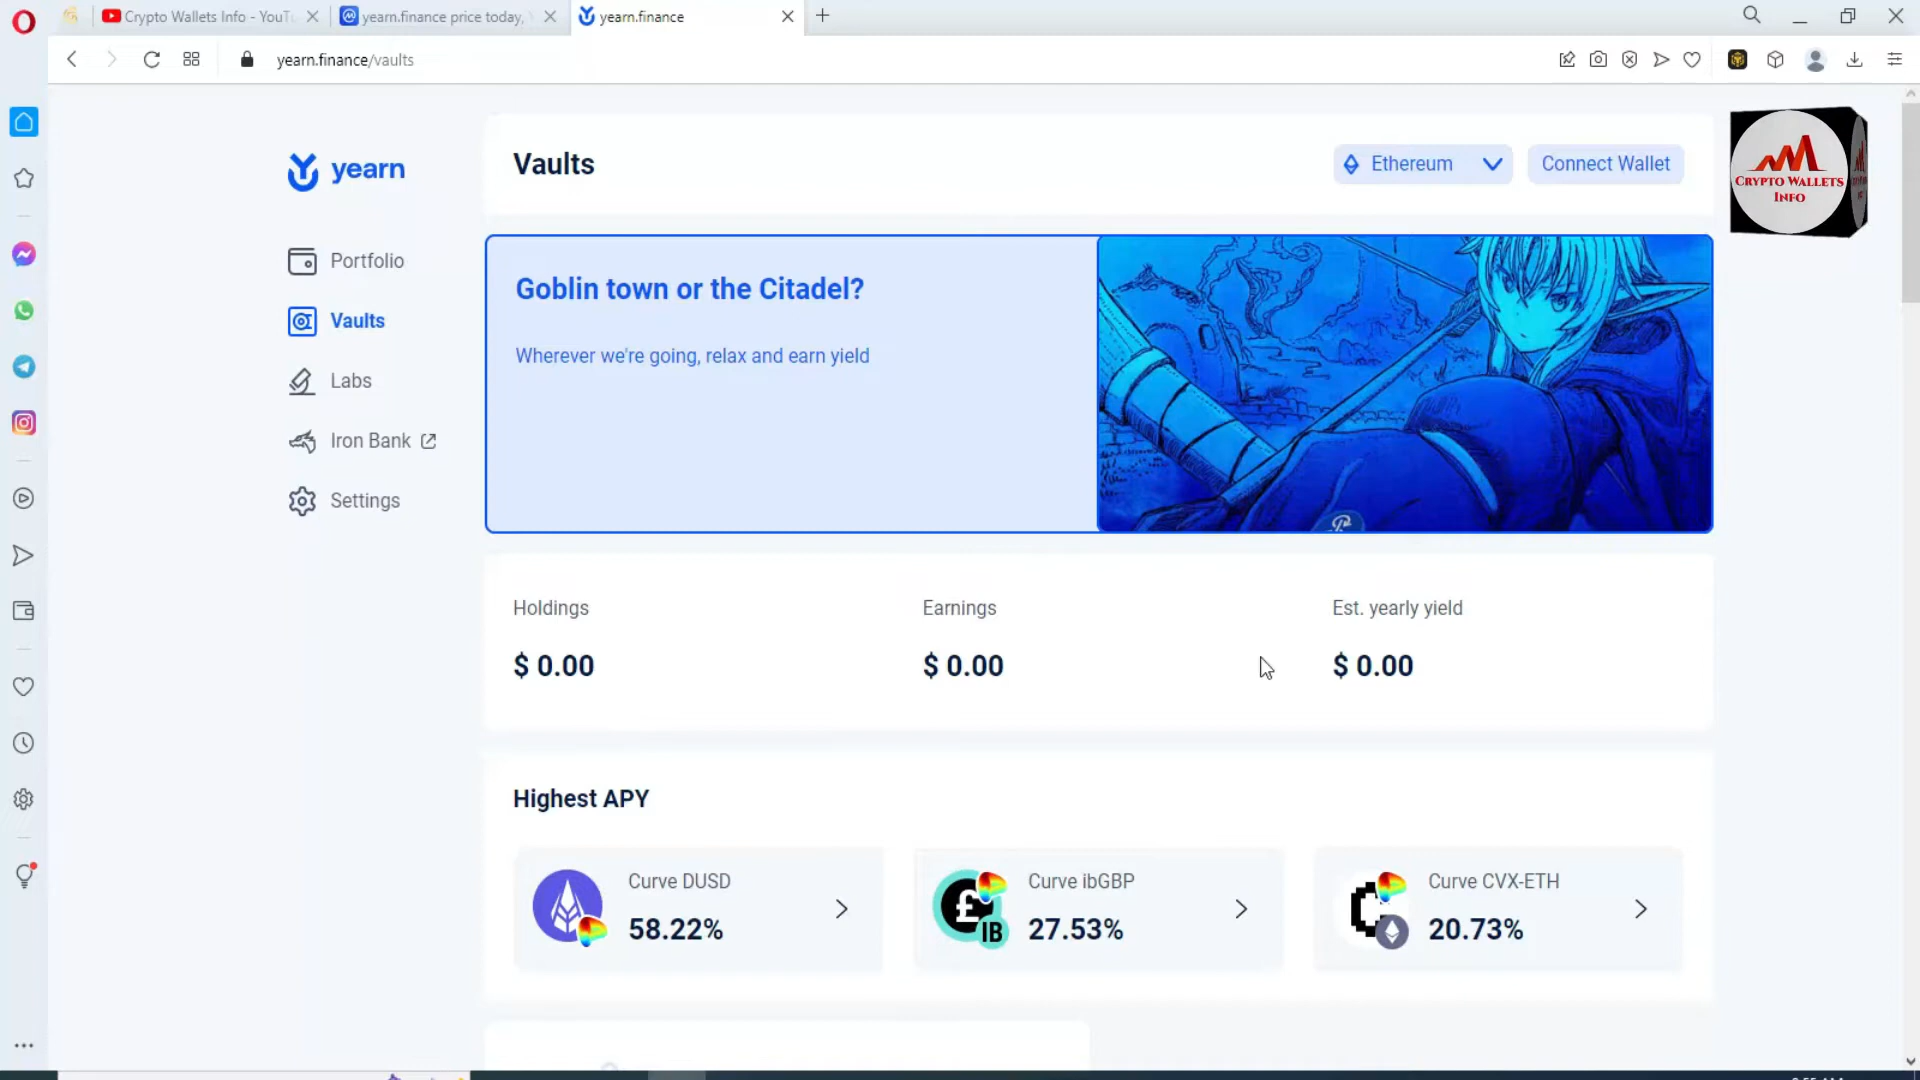 Crypto Wallets Info - YouTu
yearn.finance price today,
yearn.finance
yearn.finance/vaults
yearn
Vaults
Ethereum
Connect Wallet
CRYPTO WALLETS
INFO
Portfolio
Vaults
Labs
Iron Bank
Settings
Goblin town or the Citadel?
Wherever we're going, relax and earn yield
Holdings
Earnings
Est. yearly yield
$ 0.00
$ 0.00
$ 0.00
Highest APY
Curve DUSD
58.22%
IB
Curve ibGBP
27.53%
Curve CVX-ETH
20.73%